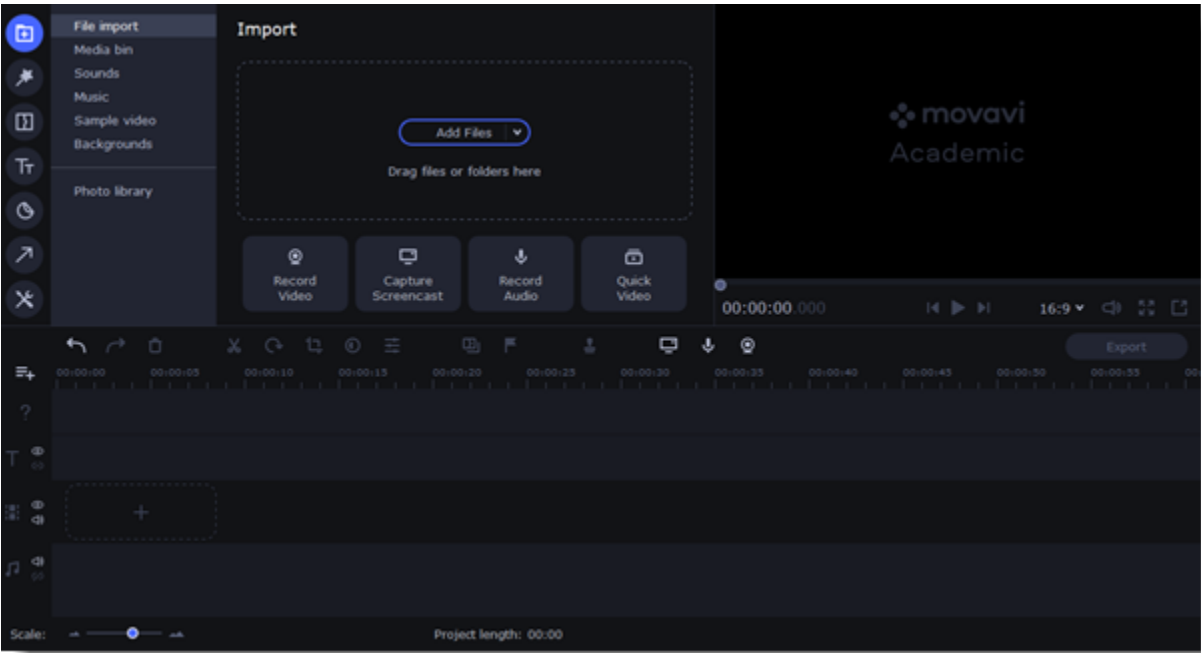 File import
Media bin
Sounds
Music
Sample video
Backgrounds
Photo library
Import
Add Files
Drag files or folders here
Record
Video
Capture
Screencast
Record
Audio
Quick
Video
movavi
Academic
00:00:00.000
16:9
Export
00:00:00 00:00:05 00:00:10 00:00:15 00:00:20 00:00:25 00:00:30 00:00:35 00:00:40 00:00:45 00:00:50 00:00:55 00:
?
T
Scale:
Project length: 00:00